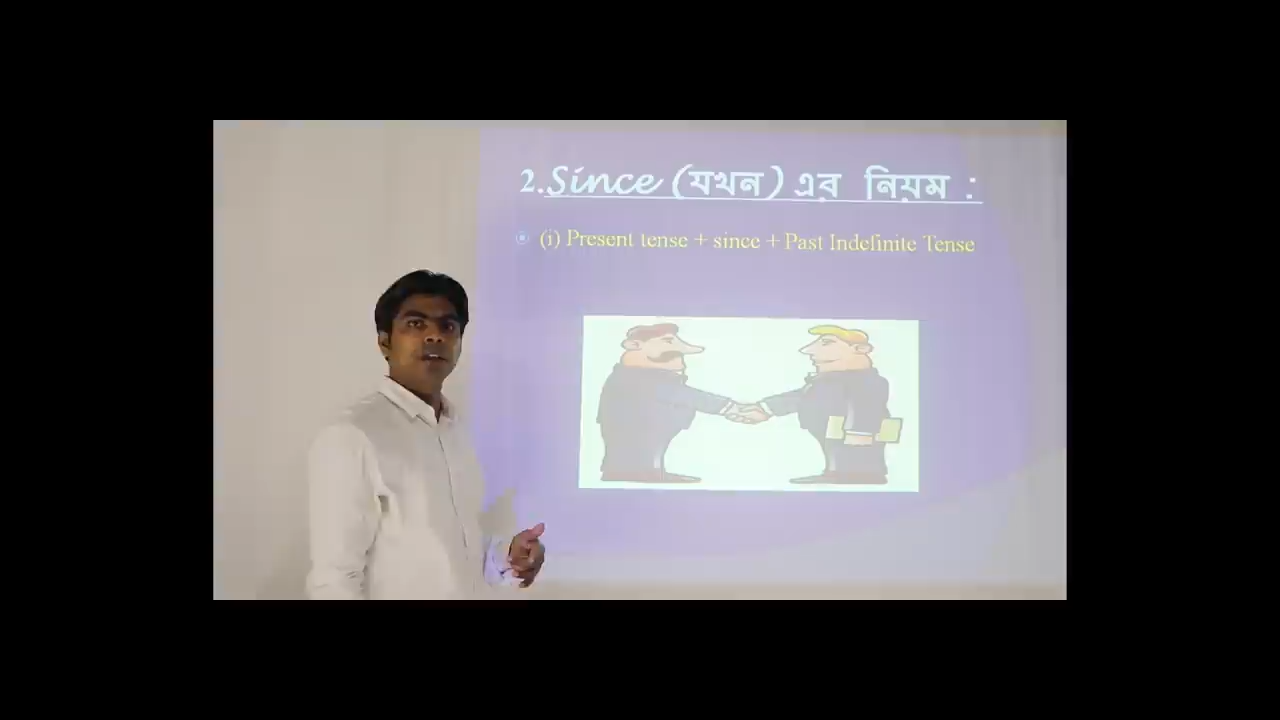 2.Since (যখন) এর নিয়ম :
(i) Present tense + since + Past Indefinite Tense